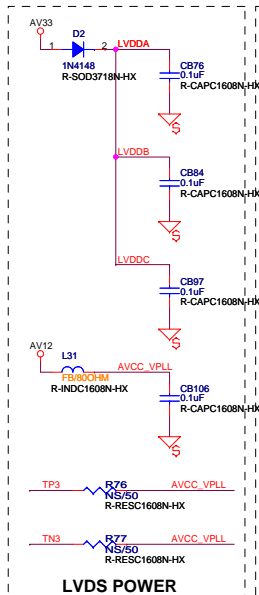 AV33
D2
1
2
LVDDA
1N4148
R-SOD3718N-HX
CB76
0.1uF
R-CAPC1608N-HX
S
LVDDB
CB84
0.1uF
R-CAPC1608N-HX
S
LVDDC
CB97
0.1uF
R-CAPC1608N-HX
S
AV12
L31
AVCC_VPLL
FB/80OHM
R-INDC1608N-HX
CB106
0.1uF
R-CAPC1608N-HX
S
TP3
R76
AVCC_VPLL
NS/50
R-RESC1608N-HX
TN3
R77
AVCC_VPLL
NS/50
R-RESC1608N-HX
LVDS POWER